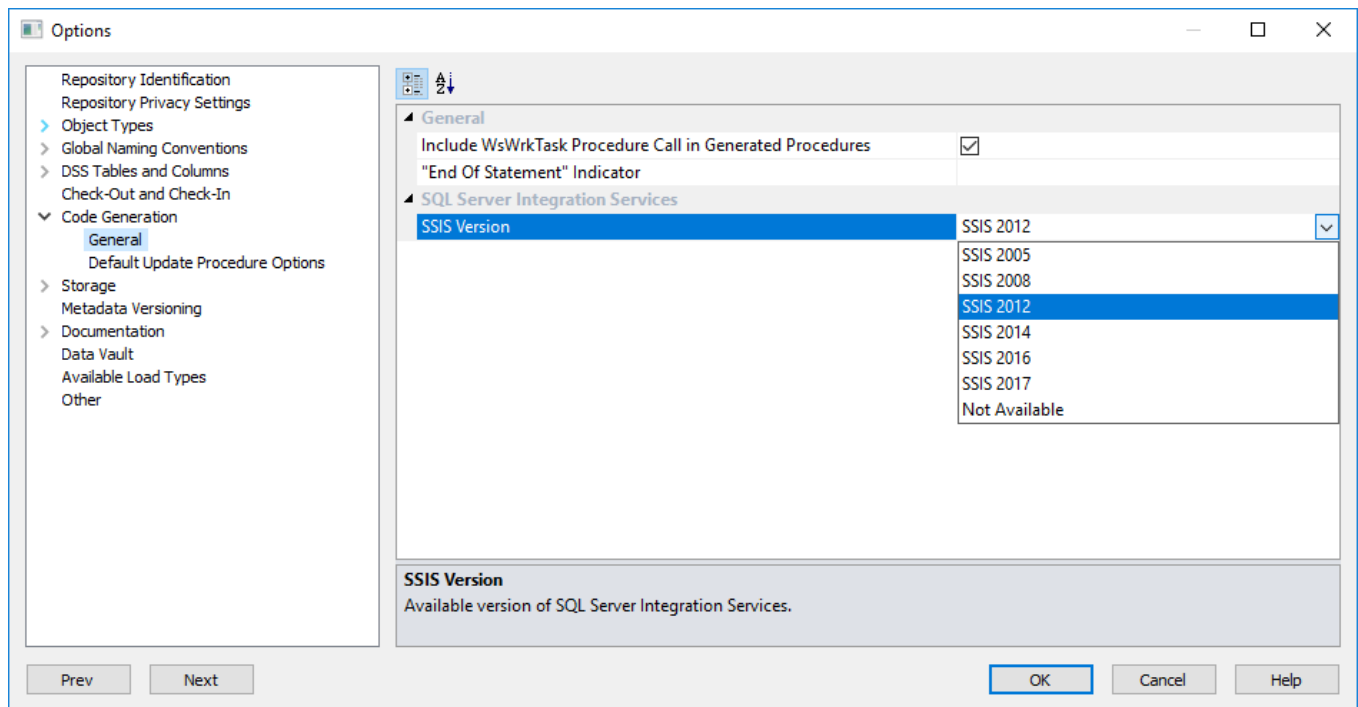 Options
Repository Identification
Repository Privacy Settings
Object Types
Global Naming Conventions
DSS Tables and Columns
Check-Out and Check-In
Code Generation
General
Default Update Procedure Options
Storage
Metadata Versioning
Documentation
Data Vault
Available Load Types
Other
General
Include WsWrkTask Procedure Call in Generated Procedures
"End Of Statement" Indicator
SQL Server Integration Services
SSIS Version SSIS 2012
SSIS 2005
SSIS 2008
SSIS 2012
SSIS 2014
SSIS 2016
SSIS 2017
Not Available
SSIS Version
Available version of SQL Server Integration Services.
Prev Next OK Cancel Help